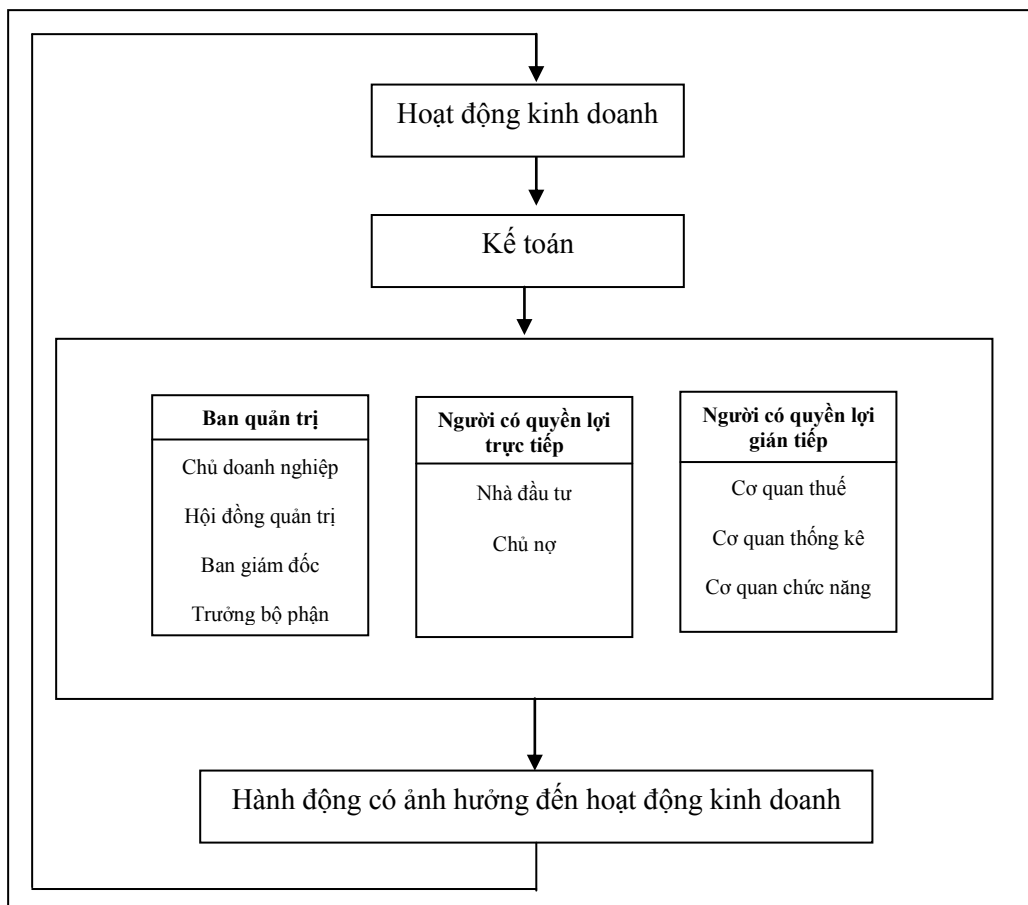 Hoạt động kinh doanh
Kế toán
Ban quản trị
Chủ doanh nghiệp
Hội đồng quản trị
Ban giám đốc
Trưởng bộ phận
Người có quyền lợi
trực tiếp
Nhà đầu tư
Chủ nợ
Người có quyền lợi
gián tiếp
Cơ quan thuế
Cơ quan thống kê
Cơ quan chức năng
Hành động có ảnh hưởng đến hoạt động kinh doanh